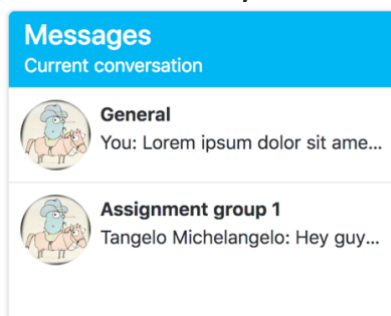 Messages
Current conversation
General
You: Lorem ipsum dolor sit ame...
Assignment group 1
Tangelo Michelangelo: Hey guy...